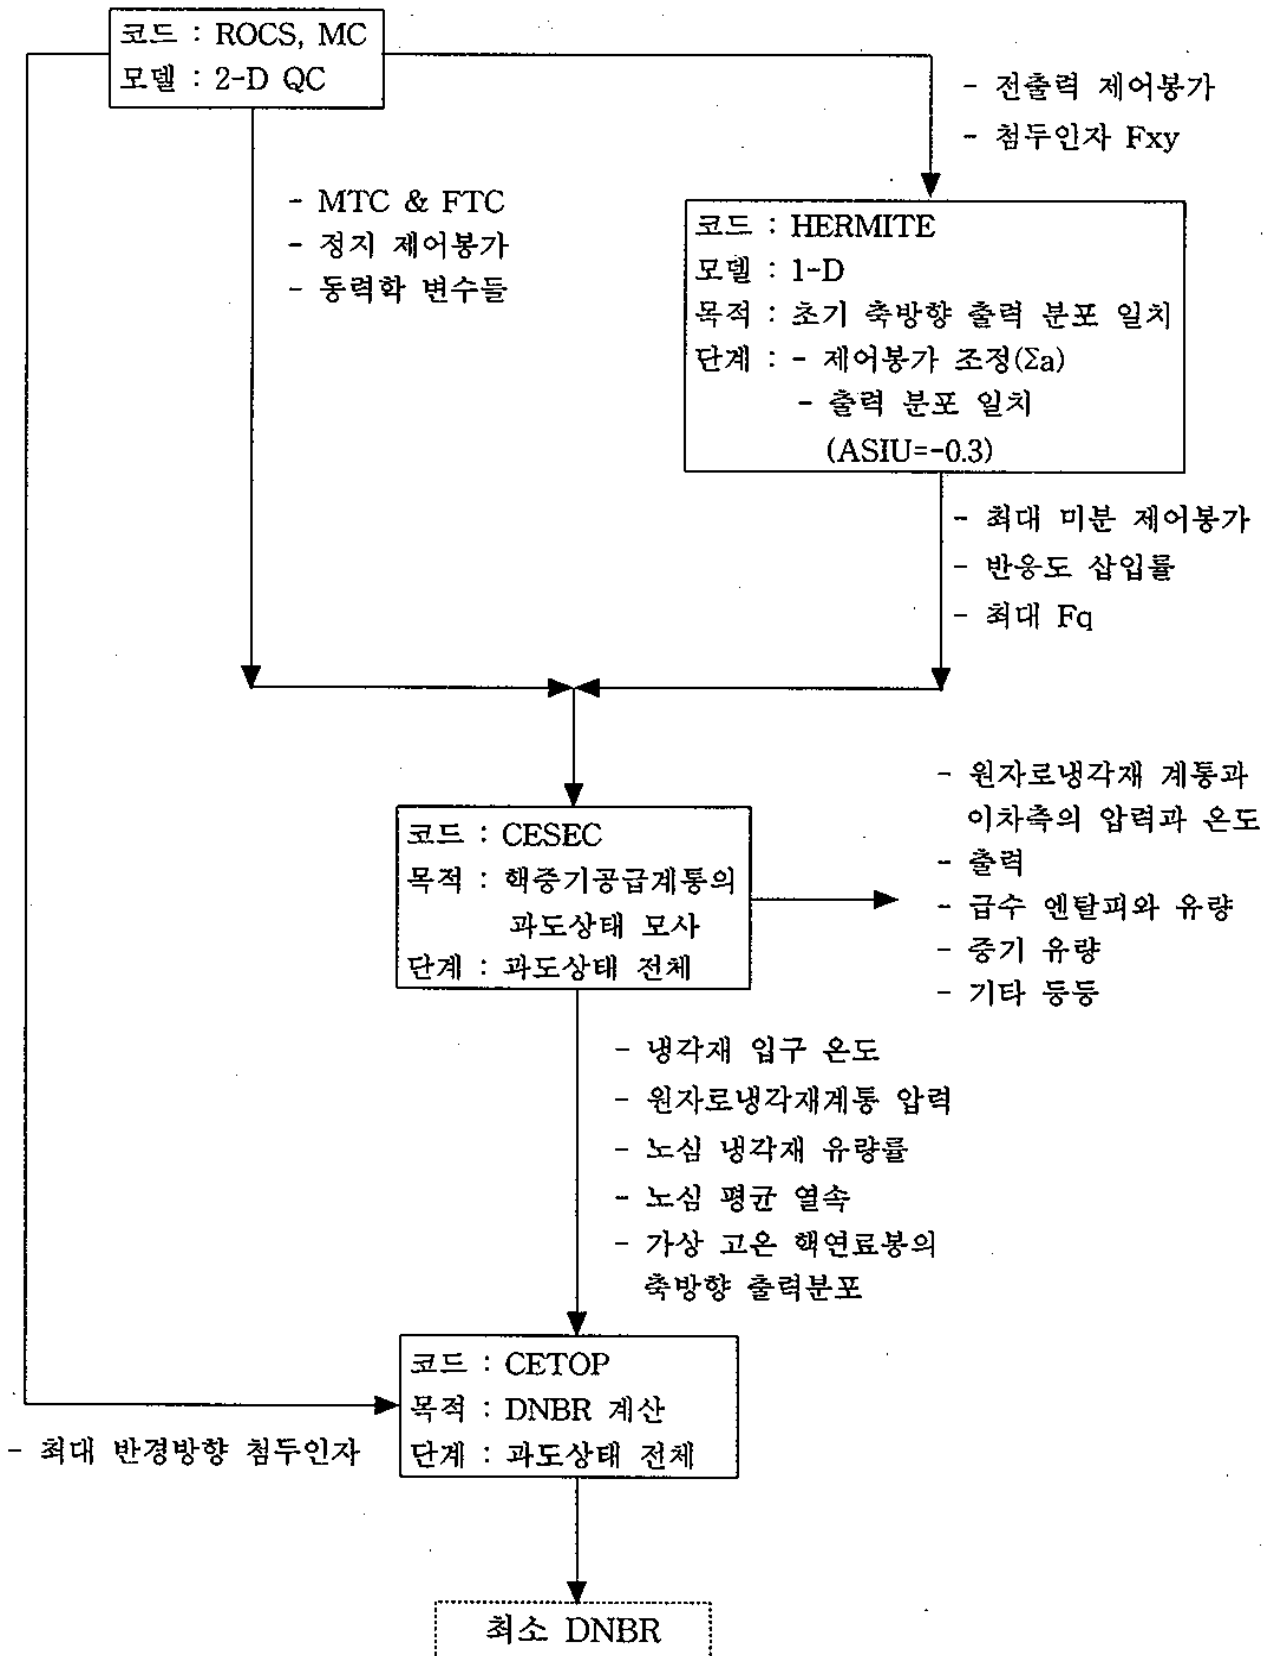 코드 : ROCS, MC
모델 : 2-D QC
- 전출력 제어봉가
- 첨두인자 Fxy
- MTC & FTC
- 정지 제어봉가
- 동력학 변수들
코드 : HERMITE
모델 : 1-D
목적 : 초기 축방향 출력 분포 일치
단계 : - 제어봉가 조정(Σa)
- 출력 분포 일치
(ASIU=-0.3)
- 최대 미분 제어봉가
- 반응도 삽입률
- 최대 Fq
코드 : CESEC
목적 : 핵증기공급계통의
과도상태 모사
단계 : 과도상태 전체
- 원자로냉각재 계통과
이차측의 압력과 온도
- 출력
- 급수 엔탈피와 유량
- 증기 유량
- 기타 등등
- 냉각재 입구 온도
- 원자로냉각재계통 압력
- 노심 냉각재 유량률
- 노심 평균 열속
- 가상 고온 핵연료봉의
축방향 출력분포
코드 : CETOP
목적 : DNBR 계산
단계 : 과도상태 전체
- 최대 반경방향 첨두인자
최소 DNBR